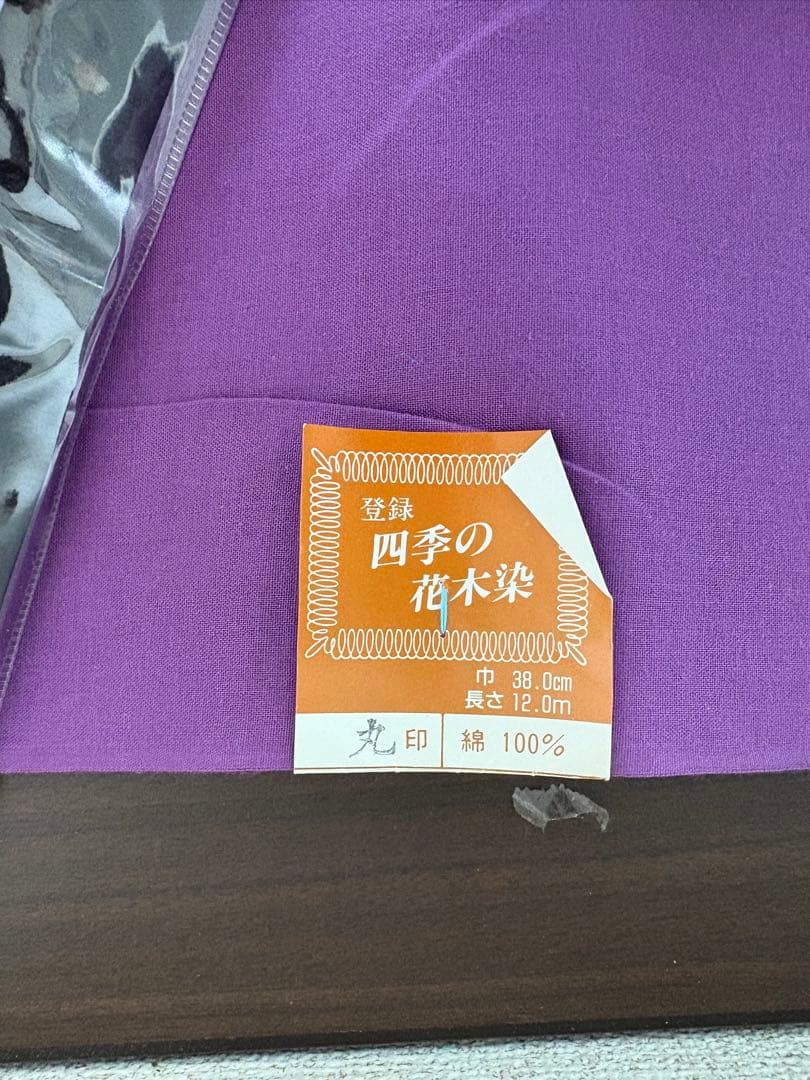 登録
四季の
花木染
巾 38.0cm
長さ 12.0m
丸印 綿 100%